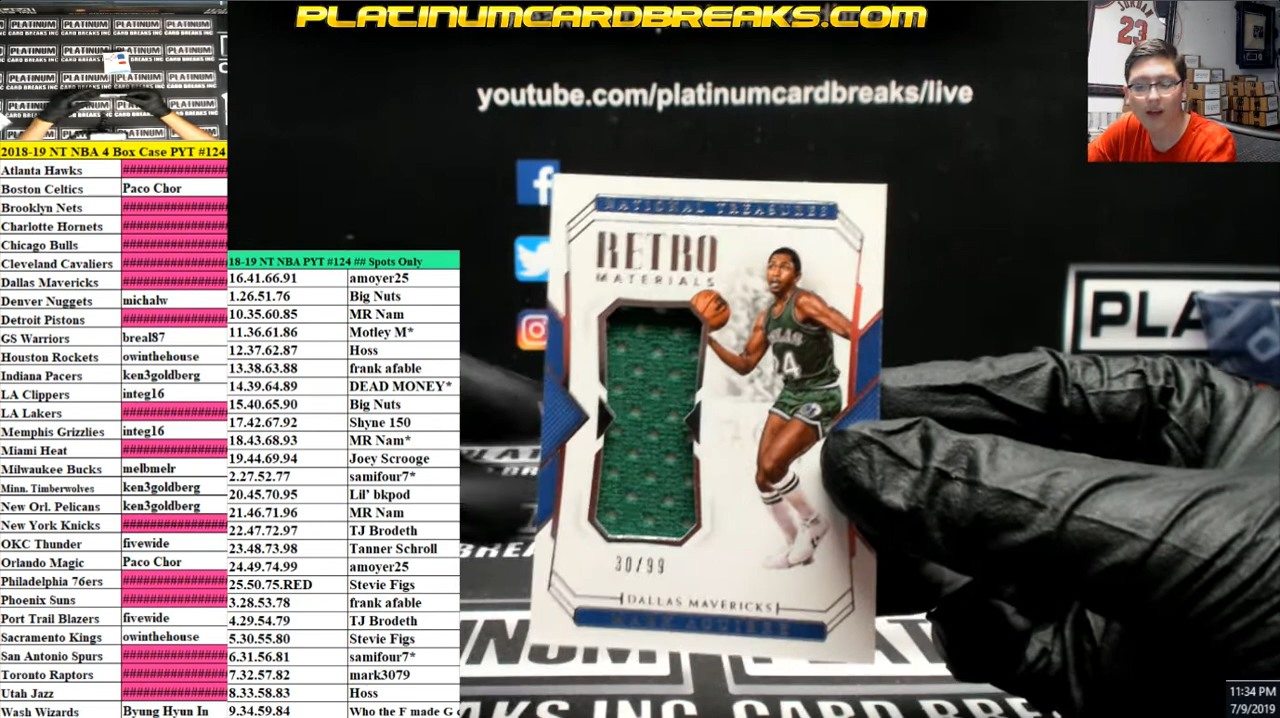 PLATINUMCARDBREAKS.COM
youtube.com/platinumcardbreaks/live
JORDAN
23
2018-19 NT NBA 4 Box Case PYT #124
Atlanta Hawks ##################
Boston Celtics Paco Chor
Brooklyn Nets ##################
Charlotte Hornets ##################
Chicago Bulls ##################
Cleveland Cavaliers ##################
Dallas Mavericks ##################
Denver Nuggets michalw
Detroit Pistons ##################
GS Warriors breal87
Houston Rockets owinthehouse
Indiana Pacers ken3goldberg
LA Clippers integ16
LA Lakers ##################
Memphis Grizzlies integ16
Miami Heat ##################
Milwaukee Bucks melbmelr
Minn. Timberwolves ken3goldberg
New Orl. Pelicans ken3goldberg
New York Knicks ##################
OKC Thunder fivewide
Orlando Magic Paco Chor
Philadelphia 76ers ##################
Phoenix Suns ##################
Port Trail Blazers fivewide
Sacramento Kings owinthehouse
San Antonio Spurs ##################
Toronto Raptors ##################
Utah Jazz ##################
Wash Wizards Byung Hyun In
18-19 NT NBA PYT #124 ## Spots Only
16.41.66.91 amoyer25
1.26.51.76 Big Nuts
10.35.60.85 MR Nam
11.36.61.86 Motley M*
12.37.62.87 Hoss
13.38.63.88 frank afable
14.39.64.89 DEAD MONEY*
15.40.65.90 Big Nuts
17.42.67.92 Shyne 150
18.43.68.93 MR Nam*
19.44.69.94 Joey Scrooge
2.27.52.77 samifour7*
20.45.70.95 Lil' bkpod
21.46.71.96 MR Nam
22.47.72.97 TJ Brodeth
23.48.73.98 Tanner Schroll
24.49.74.99 amoyer25
25.50.75.RED Stevie Figs
3.28.53.78 frank afable
4.29.54.79 TJ Brodeth
5.30.55.80 Stevie Figs
6.31.56.81 samifour7*
7.32.57.82 mark3079
8.33.58.83 Hoss
9.34.59.84 Who the F made G
NATIONAL TREASURES
RETRO
MATERIALS
30/99
DALLAS MAVERICKS
MARK AGUIRRE
11:34 PM
7/9/2019